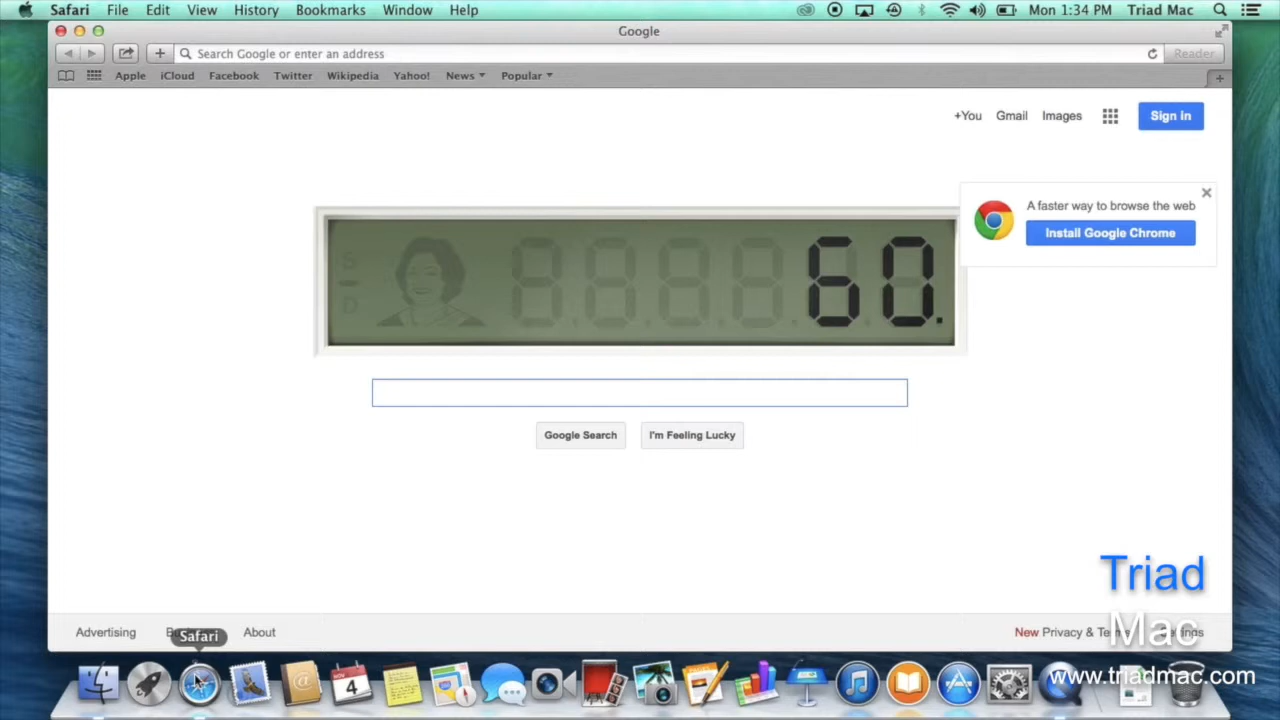 Safari File Edit View History Bookmarks Window Help Mon 1:34 PM Triad Mac
Google
Search Google or enter an address Reader
Apple iCloud Facebook Twitter Wikipedia Yahoo! News Popular
+You Gmail Images Sign in
A faster way to browse the web
Install Google Chrome
60.
Google Search I'm Feeling Lucky
Triad
Mac
Advertising About New Privacy &
Safari
4
www.triadmac.com